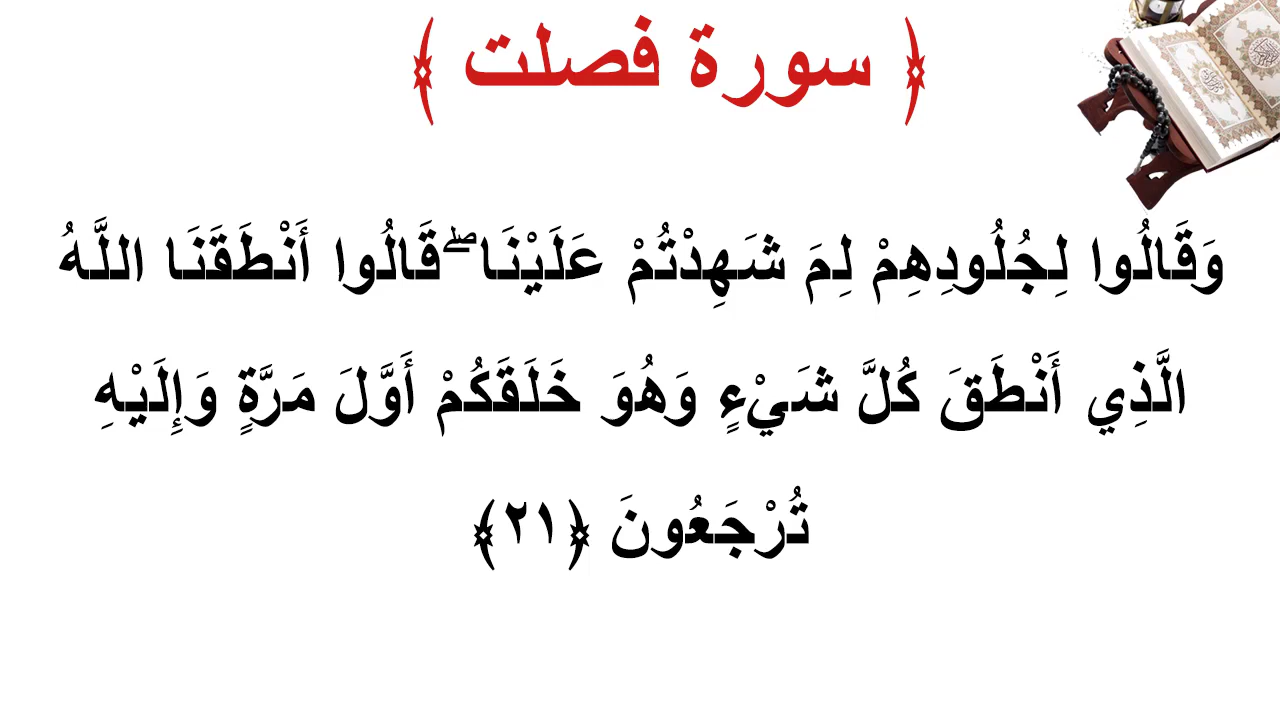 ﴿ سورة فصلت ﴾
وَقَالُوا لِجُلُودِهِمْ لِمَ شَهِدْتُمْ عَلَيْنَا ۖ قَالُوا أَنْطَقَنَا اللَّهُ
الَّذِي أَنْطَقَ كُلَّ شَيْءٍ وَهُوَ خَلَقَكُمْ أَوَّلَ مَرَّةٍ وَإِلَيْهِ
تُرْجَعُونَ ﴿٢١﴾